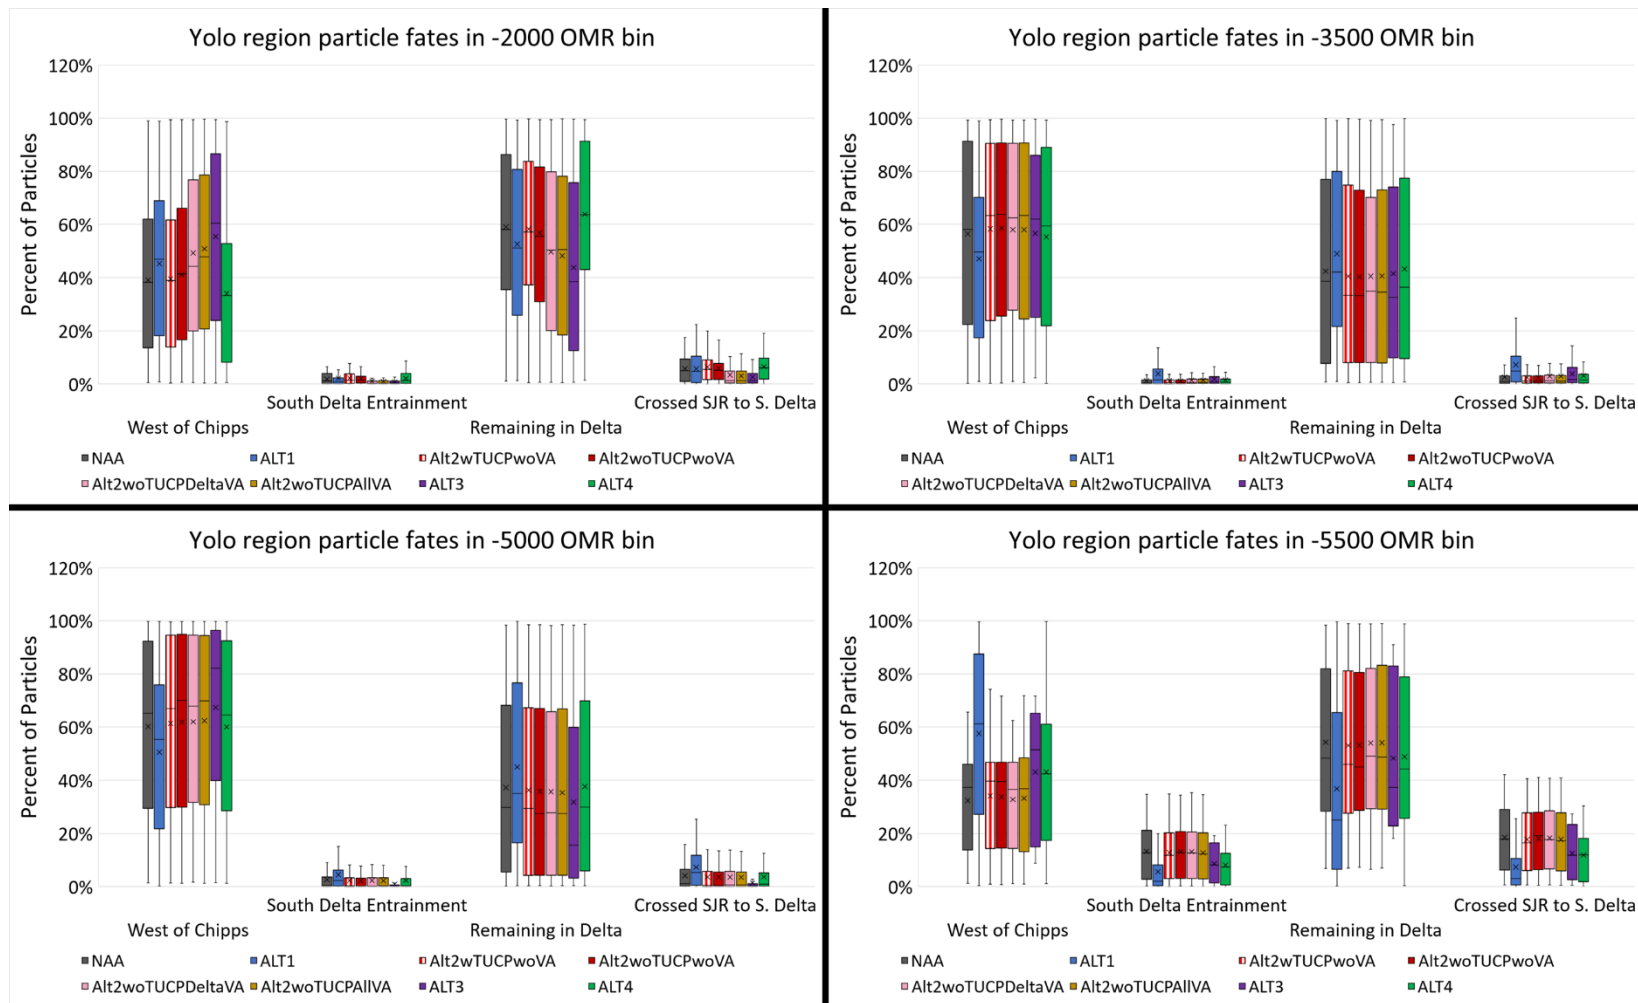 Yolo region particle fates in -2000 OMR bin
120%
100%
80%
60%
40%
20%
0%
Percent of Particles
South Delta Entrainment
Crossed SJR to S. Delta
West of Chipps
Remaining in Delta
NAA ALT1 Alt2wTUCPwoVA Alt2woTUCPwoVA
Alt2woTUCPDeltaVA Alt2woTUCPAllVA ALT3 ALT4
Yolo region particle fates in -3500 OMR bin
120%
100%
80%
60%
40%
20%
0%
Percent of Particles
South Delta Entrainment
Crossed SJR to S. Delta
West of Chipps
Remaining in Delta
NAA ALT1 Alt2wTUCPwoVA Alt2woTUCPwoVA
Alt2woTUCPDeltaVA Alt2woTUCPAllVA ALT3 ALT4
Yolo region particle fates in -5000 OMR bin
120%
100%
80%
60%
40%
20%
0%
Percent of Particles
South Delta Entrainment
Crossed SJR to S. Delta
West of Chipps
Remaining in Delta
NAA ALT1 Alt2wTUCPwoVA Alt2woTUCPwoVA
Alt2woTUCPDeltaVA Alt2woTUCPAllVA ALT3 ALT4
Yolo region particle fates in -5500 OMR bin
120%
100%
80%
60%
40%
20%
0%
Percent of Particles
South Delta Entrainment
Crossed SJR to S. Delta
West of Chipps
Remaining in Delta
NAA ALT1 Alt2wTUCPwoVA Alt2woTUCPwoVA
Alt2woTUCPDeltaVA Alt2woTUCPAllVA ALT3 ALT4